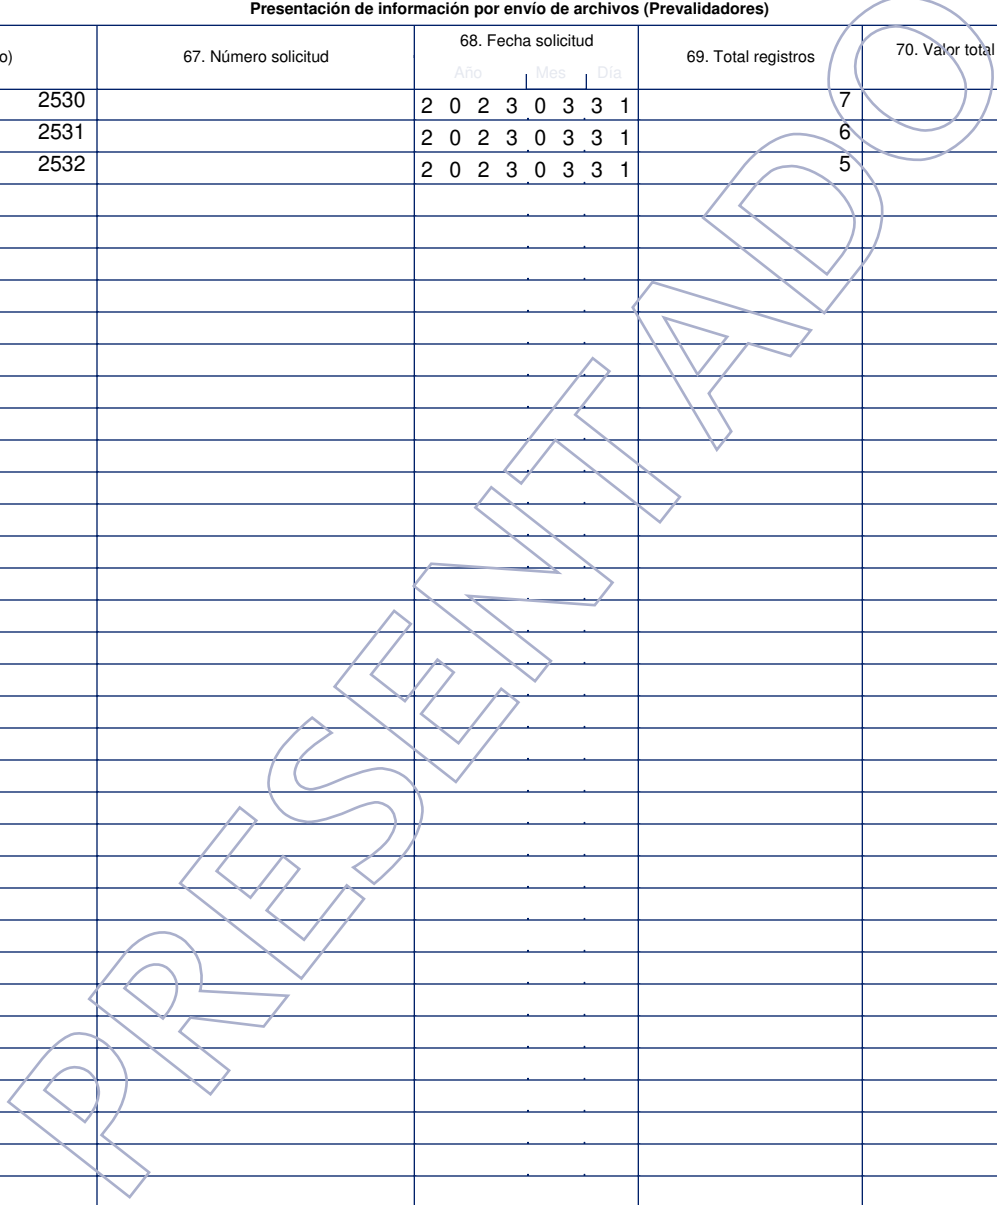 Presentación de información por envío de archivos (Prevalidadores)
o) 67. Número solicitud 68. Fecha solicitud 69. Total registros 70. Valor total
Año Mes Día
2530 2 0 2 3 0 3 3 1 7
2531 2 0 2 3 0 3 3 1 6
2532 2 0 2 3 0 3 3 1 5
PRESENTADO